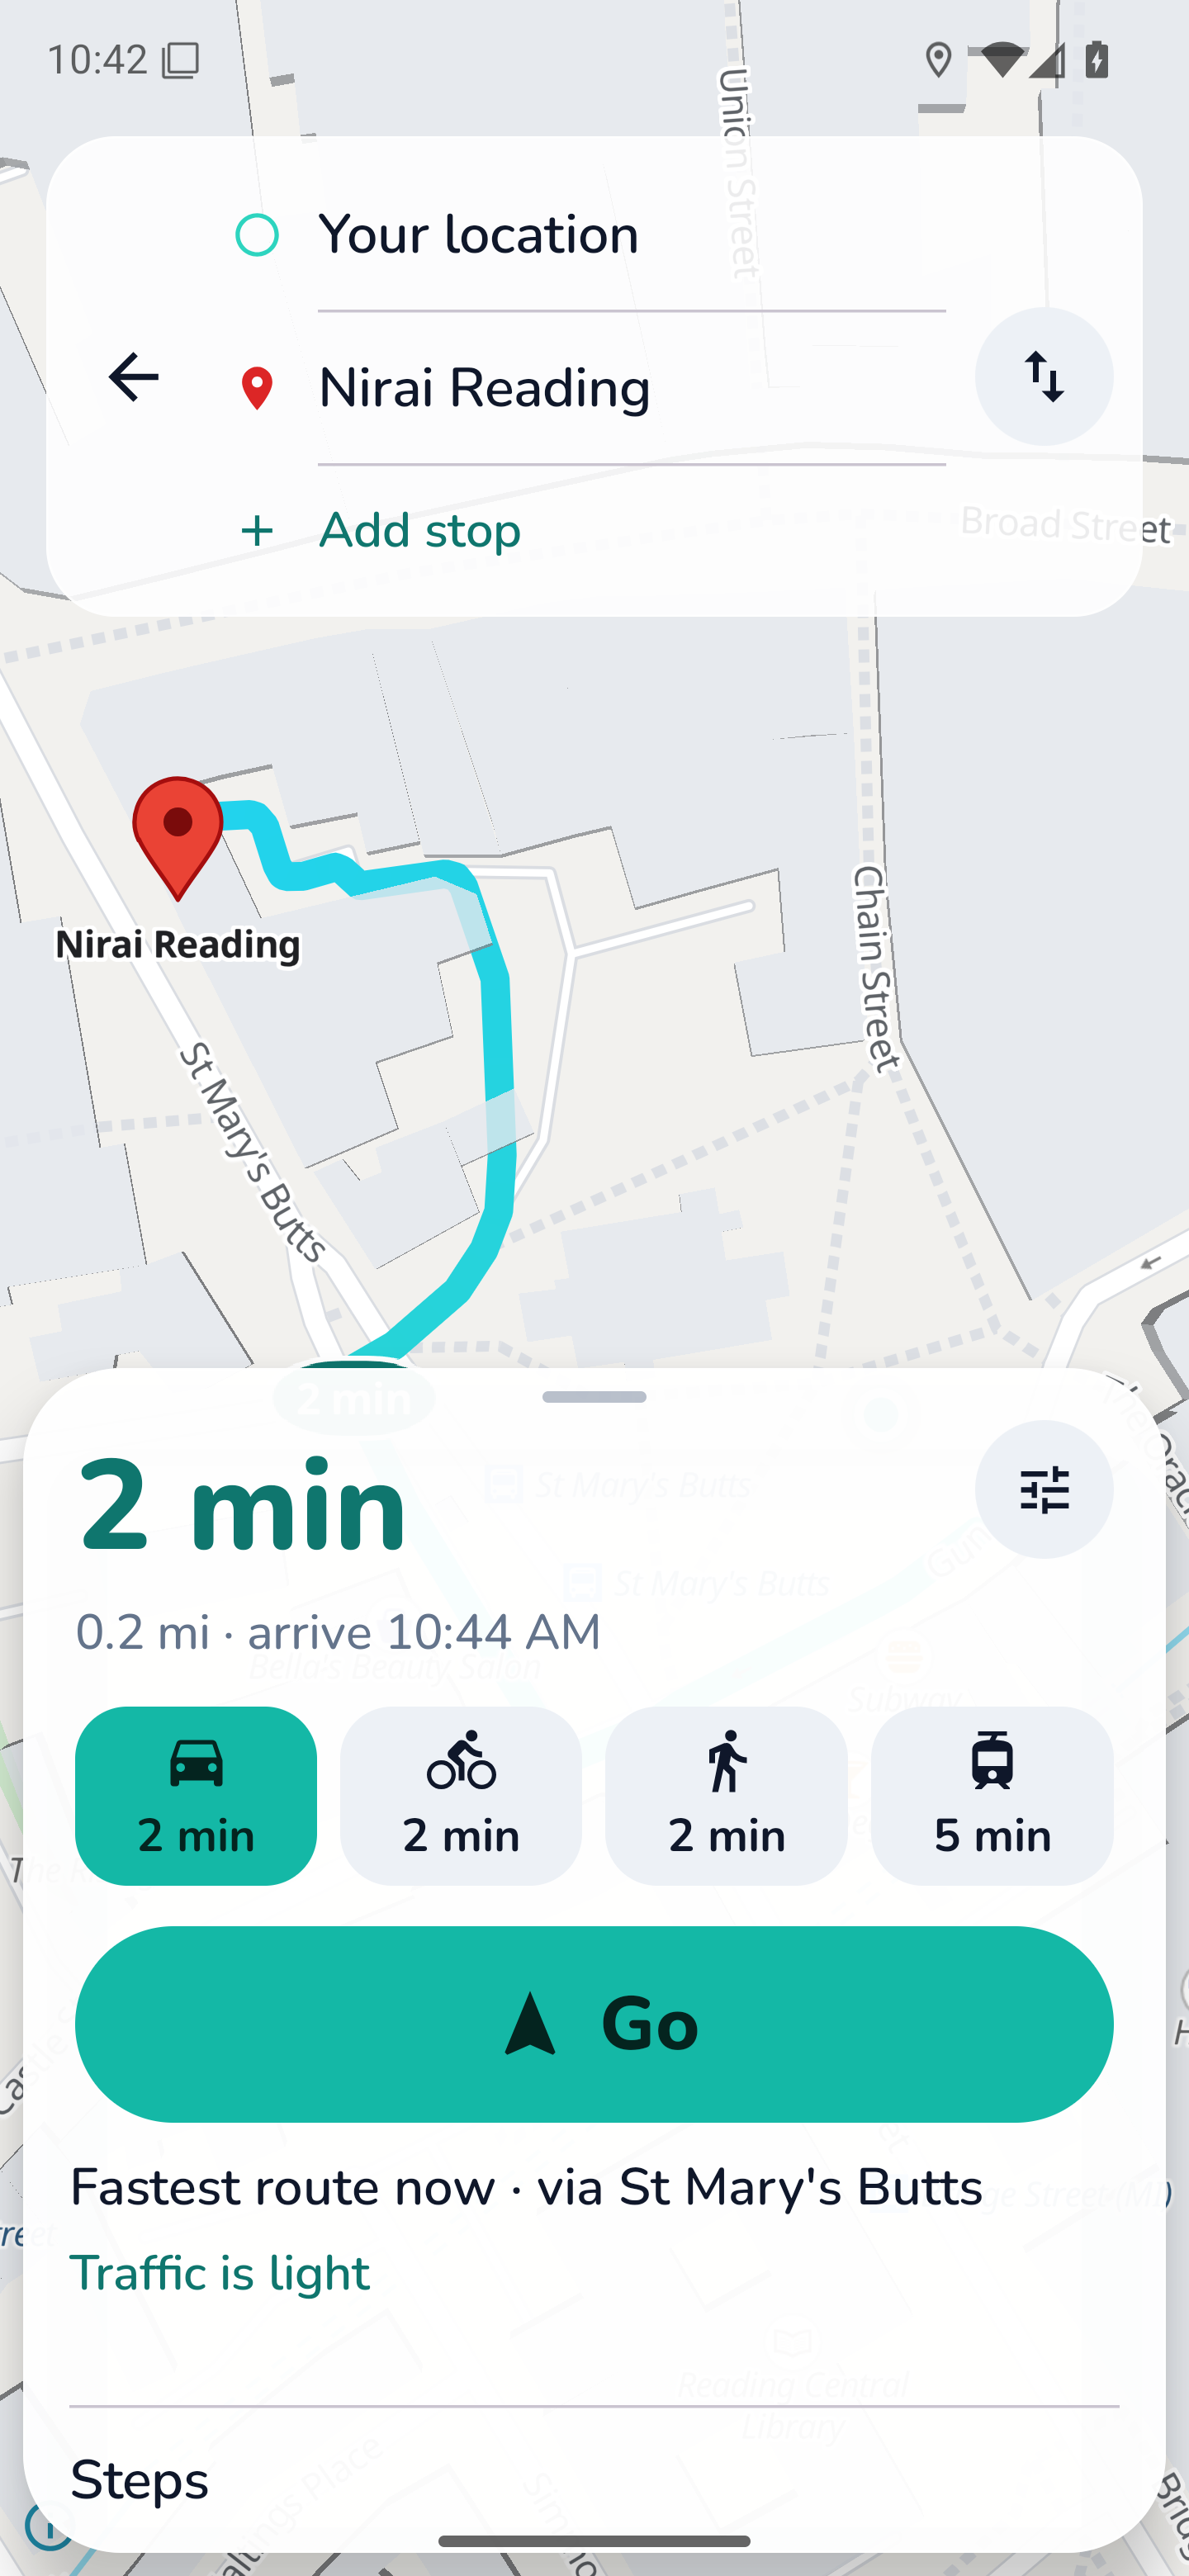 10:42
Union Street
Your location
Nirai Reading
Broad Street
Add stop
Nirai Reading
Chain Street
St Mary's Butts
2 min
2 min
St Mary's Butts
St Mary's Butts
0.2 mi · arrive 10:44 AM
Bella's Beauty Salon
Subway
2 min
2 min
2 min
5 min
Go
Fastest route now · via St Mary's Butts
Traffic is light
Reading Central
Library
Steps